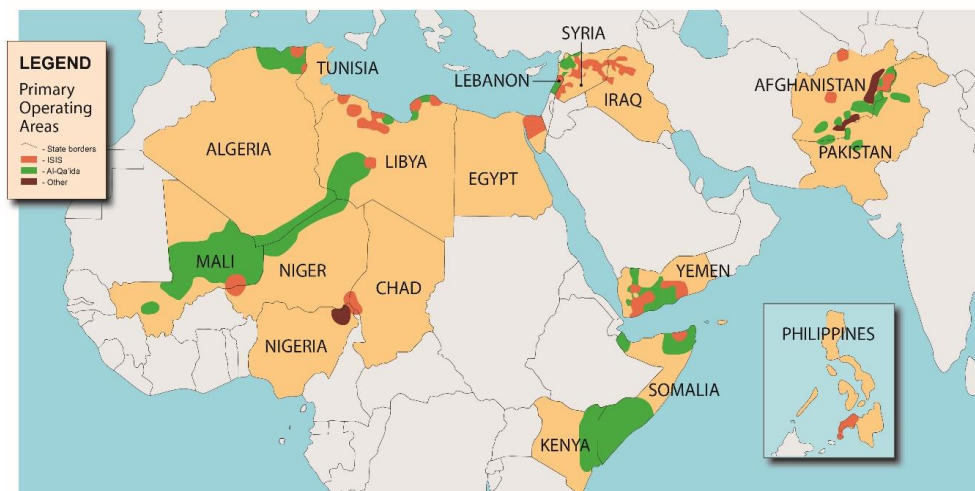 LEGEND
Primary
Operating
Areas
- State borders
- ISIS
- Al-Qa'ida
- Other
TUNISIA
ALGERIA
LIBYA
EGYPT
MALI
NIGER
CHAD
NIGERIA
SYRIA
LEBANON
IRAQ
AFGHANISTAN
PAKISTAN
YEMEN
SOMALIA
KENYA
PHILIPPINES